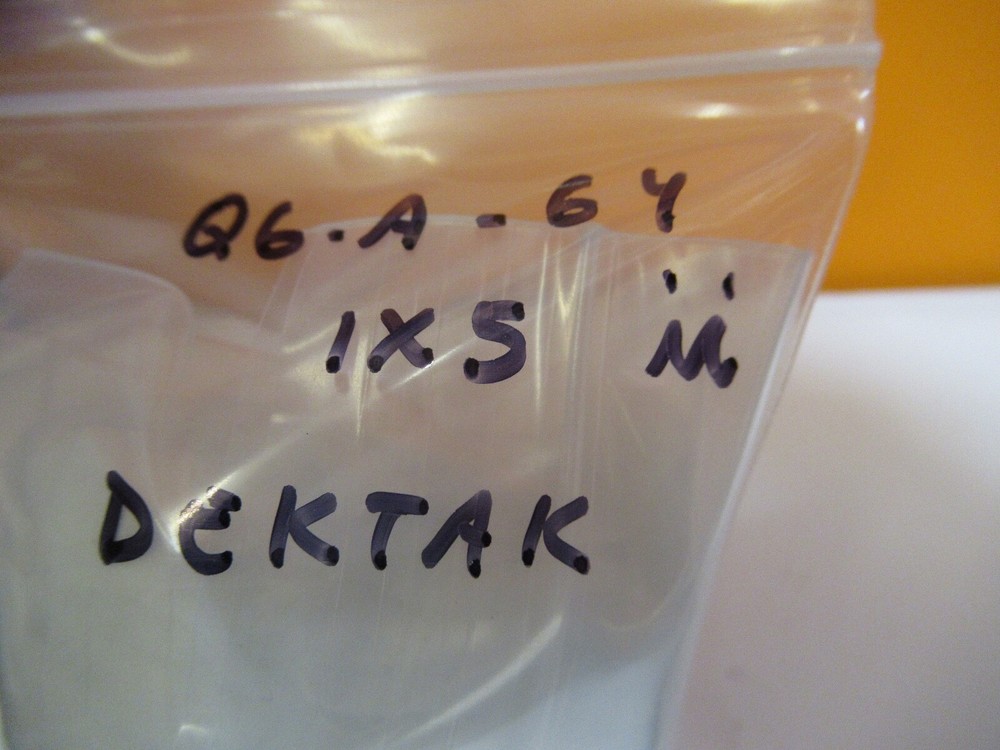 Q6-A-64
1X5 " M
DEKTAK